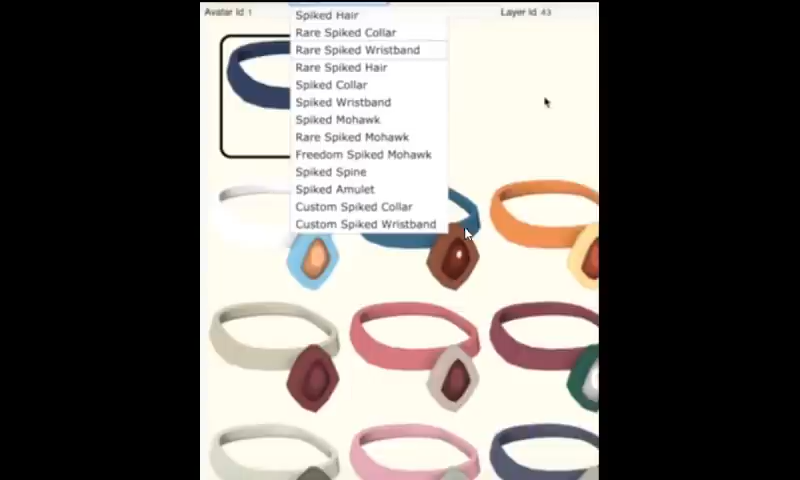 Avatar Id 1
Layer Id 43
Spiked Hair
Rare Spiked Collar
Rare Spiked Wristband
Rare Spiked Hair
Spiked Collar
Spiked Wristband
Spiked Mohawk
Rare Spiked Mohawk
Freedom Spiked Mohawk
Spiked Spine
Spiked Amulet
Custom Spiked Collar
Custom Spiked Wristband